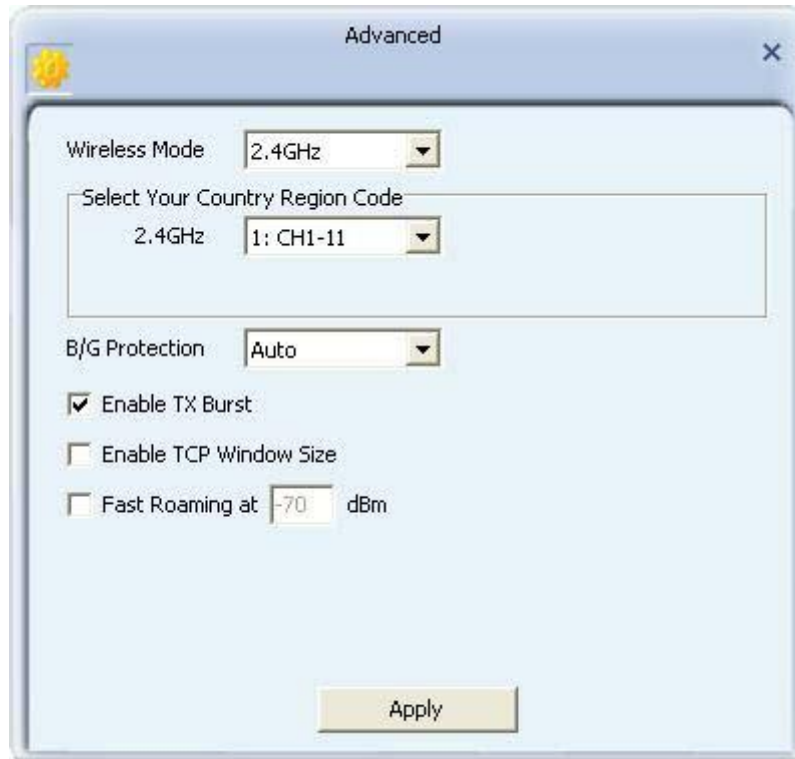 Advanced
Wireless Mode 2.4GHz
Select Your Country Region Code
2.4GHz 1: CH1-11
B/G Protection Auto
Enable TX Burst
Enable TCP Window Size
Fast Roaming at -70 dBm
Apply